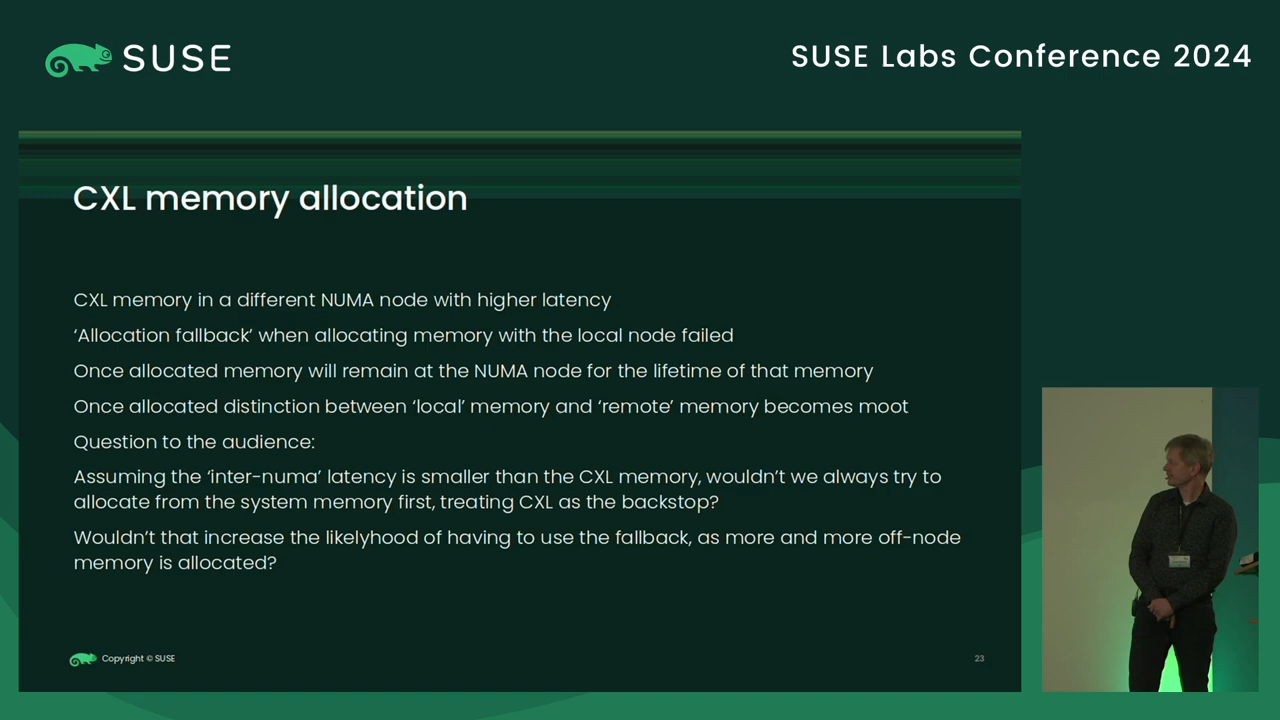 SUSE
SUSE Labs Conference 2024
CXL memory allocation
CXL memory in a different NUMA node with higher latency
‘Allocation fallback’ when allocating memory with the local node failed
Once allocated memory will remain at the NUMA node for the lifetime of that memory
Once allocated distinction between ‘local’ memory and ‘remote’ memory becomes moot
Question to the audience:
Assuming the ‘inter-numa’ latency is smaller than the CXL memory, wouldn’t we always try to
allocate from the system memory first, treating CXL as the backstop?
Wouldn’t that increase the likelyhood of having to use the fallback, as more and more off-node
memory is allocated?
Copyright © SUSE
23